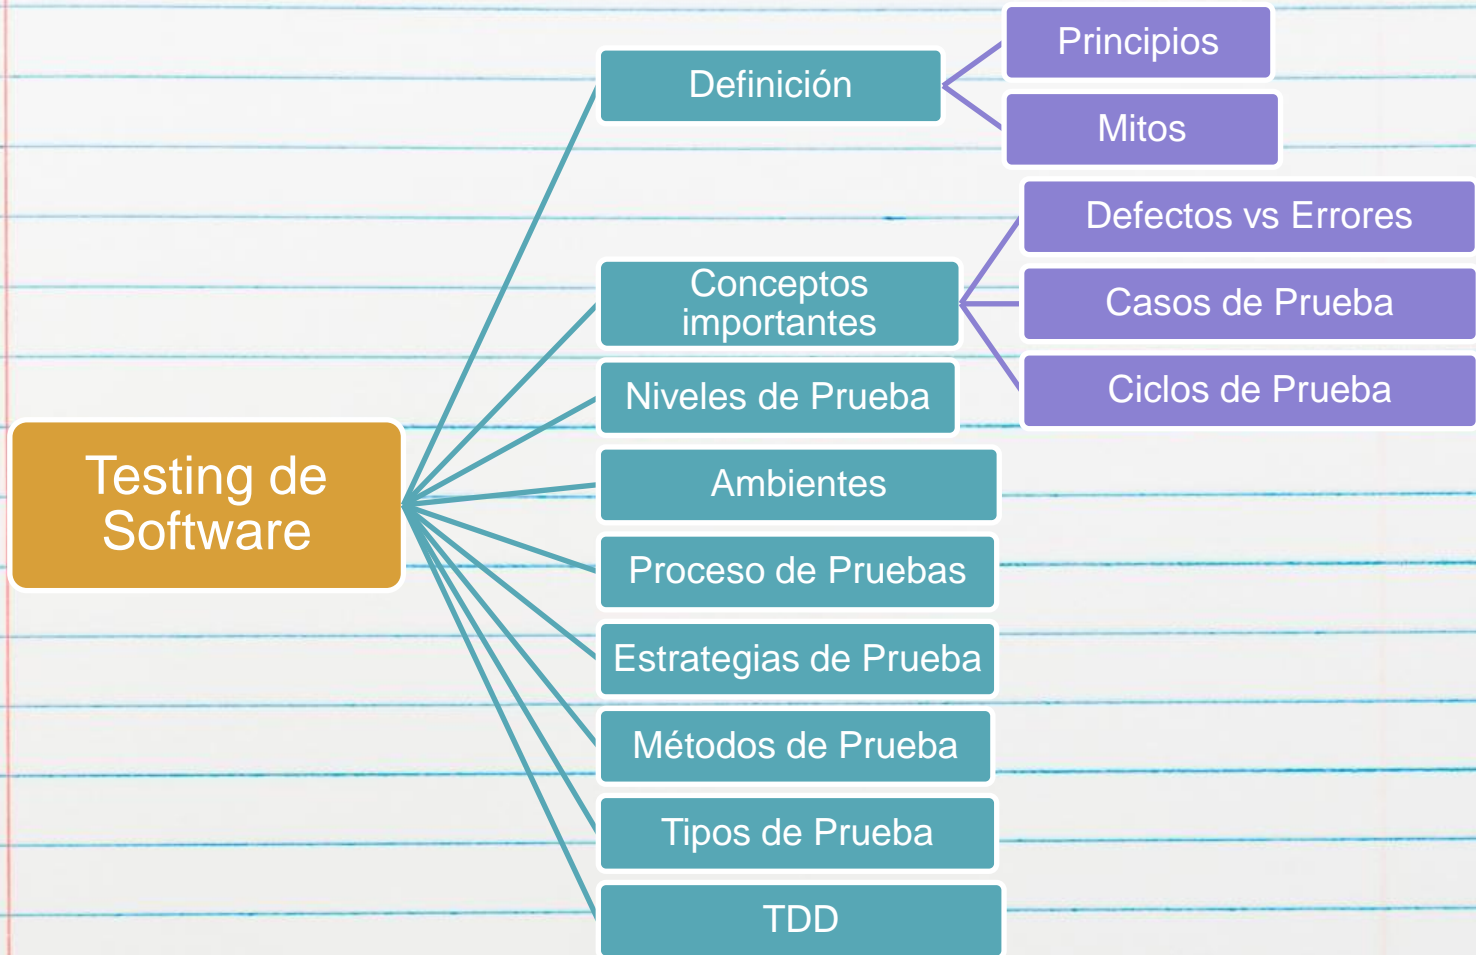 Testing de
Software
Definición
Principios
Mitos
Conceptos
importantes
Defectos vs Errores
Casos de Prueba
Ciclos de Prueba
Niveles de Prueba
Ambientes
Proceso de Pruebas
Estrategias de Prueba
Métodos de Prueba
Tipos de Prueba
TDD